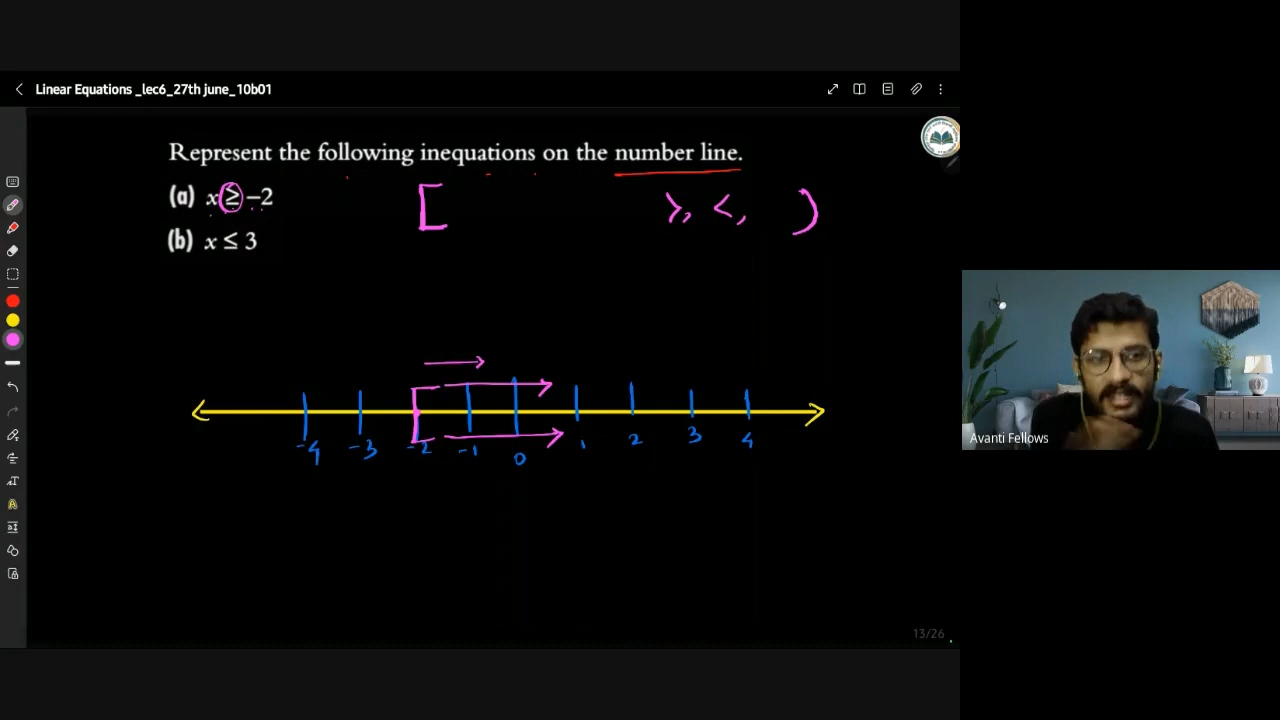 Linear Equations _lec6_27th june_10b01
Represent the following inequations on the number line.
(a) x ≥ −2
[ >, <, )
(b) x ≤ 3
-4 -3 -2 -1 0 1 2 3 4
Avanti Fellows
13/26